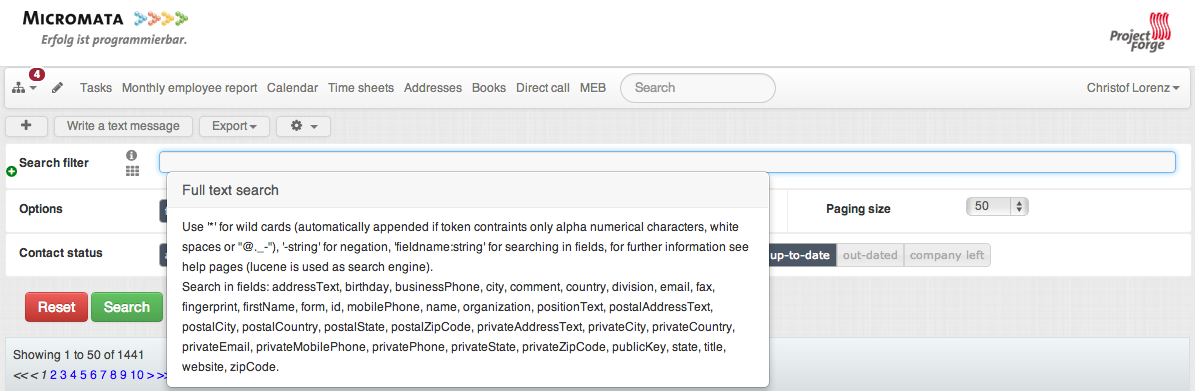 MICROMATA
Erfolg ist programmierbar.
Project Forge
4
Tasks Monthly employee report Calendar Time sheets Addresses Books Direct call MEB Search Christof Lorenz
+ Write a text message Export
Search filter
Full text search
Options
Paging size 50
Use '*' for wild cards (automatically appended if token contraints only alpha numerical characters, white
spaces or "@._-"), '-string' for negation, 'fieldname:string' for searching in fields, for further information see
help pages (lucene is used as search engine).
Contact status
up-to-date out-dated company left
Search in fields: addressText, birthday, businessPhone, city, comment, country, division, email, fax,
fingerprint, firstName, form, id, mobilePhone, name, organization, positionText, postalAddressText,
postalCity, postalCountry, postalState, postalZipCode, privateAddressText, privateCity, privateCountry,
privateEmail, privateMobilePhone, privatePhone, privateState, privateZipCode, publicKey, state, title,
website, zipCode.
Reset Search
Showing 1 to 50 of 1441
<< < 1 2 3 4 5 6 7 8 9 10 > >>